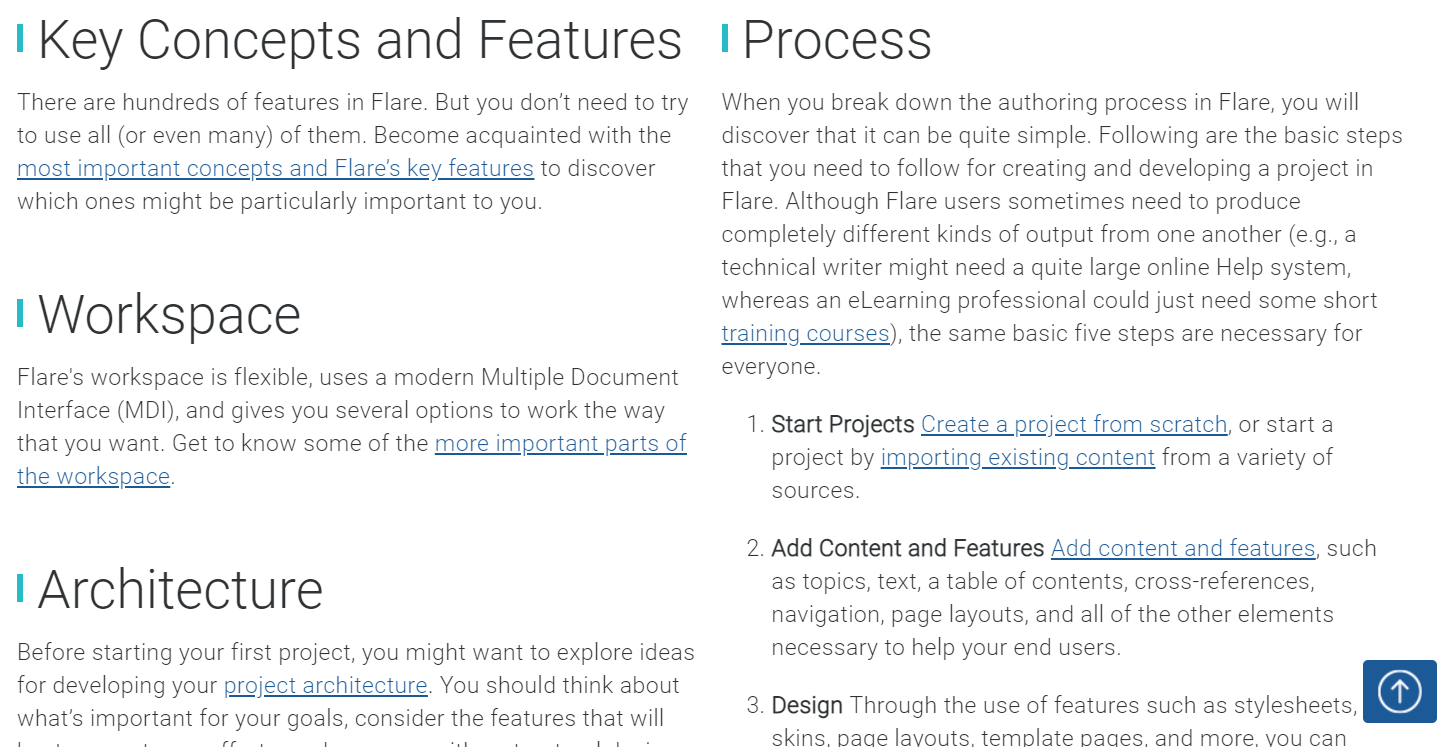 Key Concepts and Features
There are hundreds of features in Flare. But you don’t need to try
to use all (or even many) of them. Become acquainted with the
most important concepts and Flare’s key features to discover
which ones might be particularly important to you.
Workspace
Flare's workspace is flexible, uses a modern Multiple Document
Interface (MDI), and gives you several options to work the way
that you want. Get to know some of the more important parts of
the workspace.
Architecture
Before starting your first project, you might want to explore ideas
for developing your project architecture. You should think about
what’s important for your goals, consider the features that will
Process
When you break down the authoring process in Flare, you will
discover that it can be quite simple. Following are the basic steps
that you need to follow for creating and developing a project in
Flare. Although Flare users sometimes need to produce
completely different kinds of output from one another (e.g., a
technical writer might need a quite large online Help system,
whereas an eLearning professional could just need some short
training courses), the same basic five steps are necessary for
everyone.
1. Start Projects Create a project from scratch, or start a
project by importing existing content from a variety of
sources.
2. Add Content and Features Add content and features, such
as topics, text, a table of contents, cross-references,
navigation, page layouts, and all of the other elements
necessary to help your end users.
3. Design Through the use of features such as stylesheets,
skins, page layouts, template pages, and more, you can